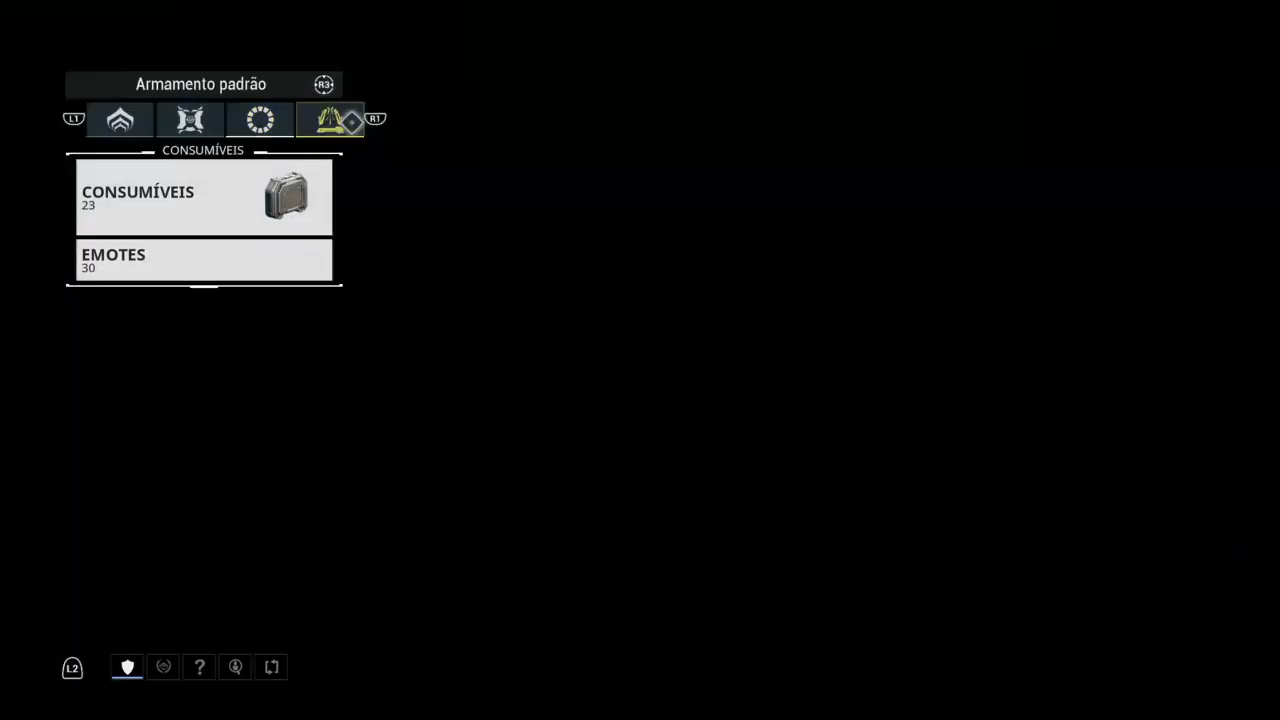 Armamento padrão
R3
L1
R1
CONSUMÍVEIS
CONSUMÍVEIS
23
EMOTES
30
L2
?